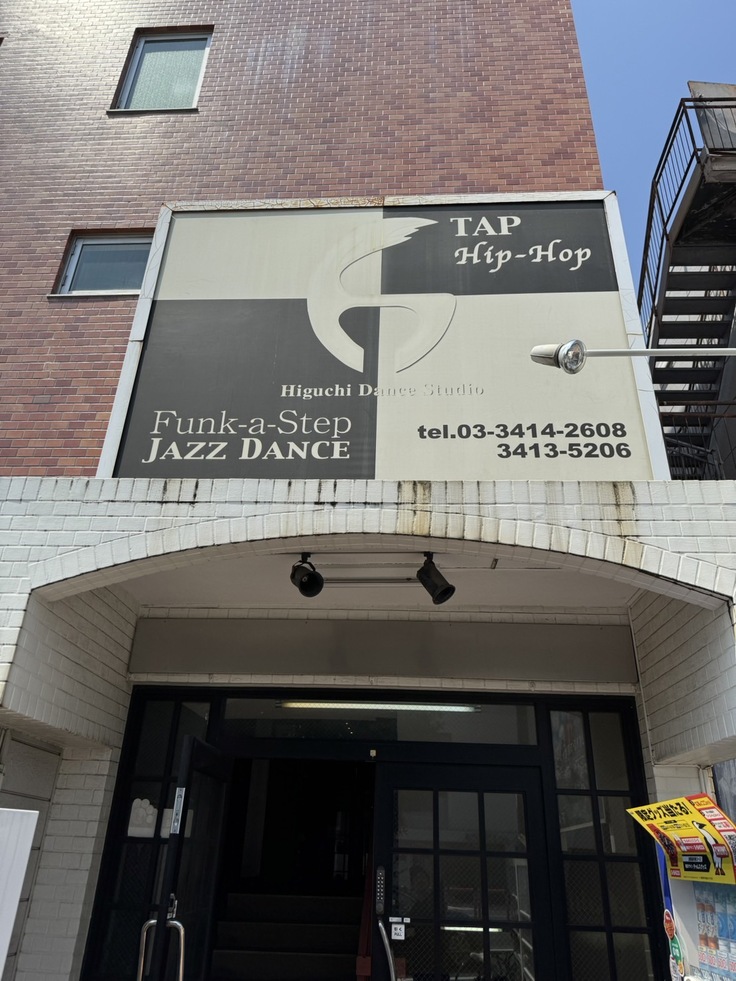 TAP
Hip-Hop
Higuchi Dance Studio
Funk-a-Step
JAZZ DANCE
tel.03-3414-2608
3413-5206